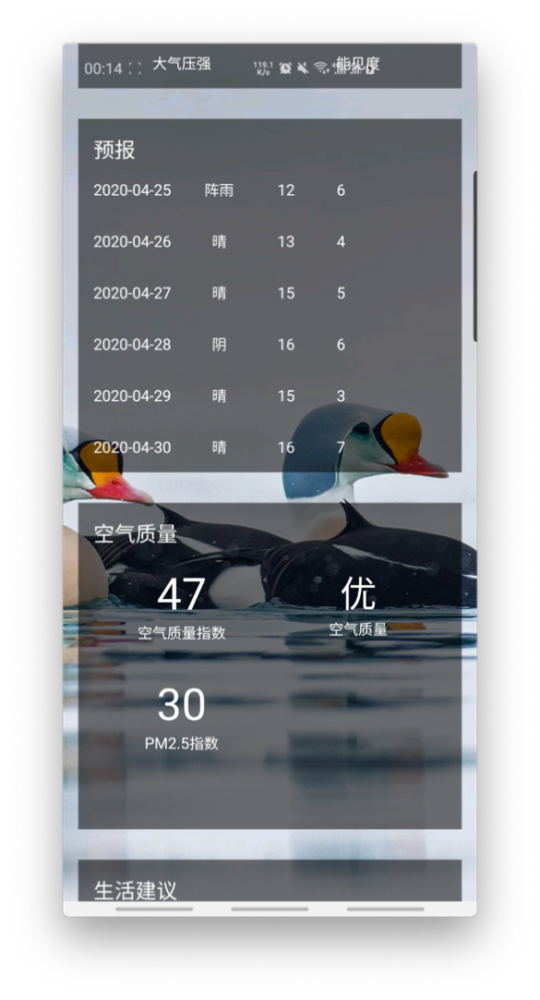 00:14 大气压强 119.1 K/s 能见度
预报
2020-04-25 阵雨 12 6
2020-04-26 晴 13 4
2020-04-27 晴 15 5
2020-04-28 阴 16 6
2020-04-29 晴 15 3
2020-04-30 晴 16 7
空气质量
47 优
空气质量指数 空气质量
30
PM2.5指数
生活建议